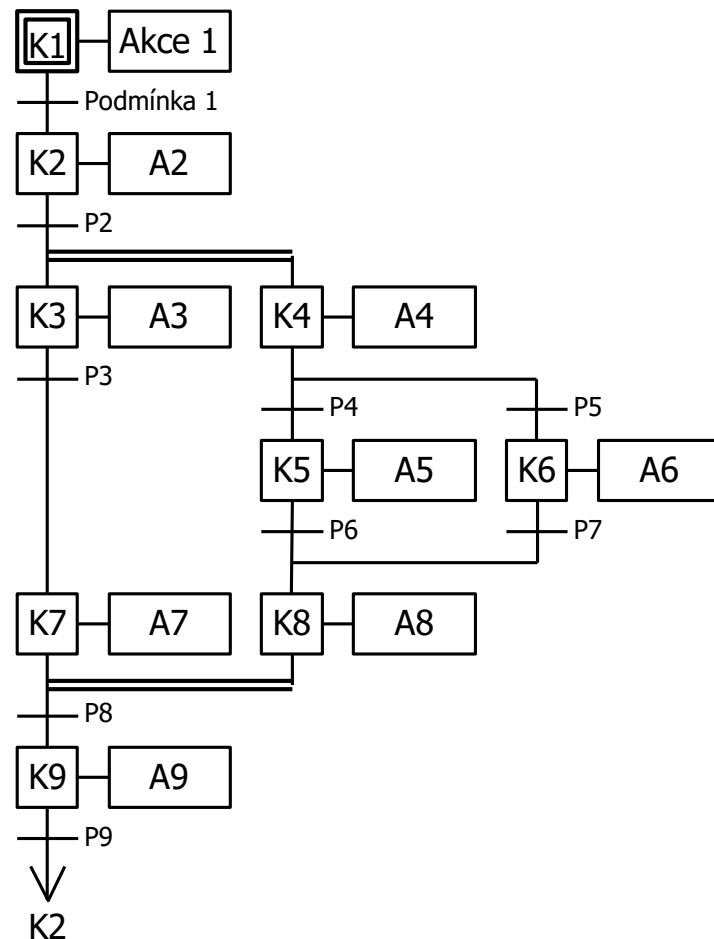 K1 Akce 1
Podmínka 1
K2 A2
P2
K3 A3 K4 A4
P3
P4 P5
K5 A5 K6 A6
P6 P7
K7 A7 K8 A8
P8
K9 A9
P9
K2